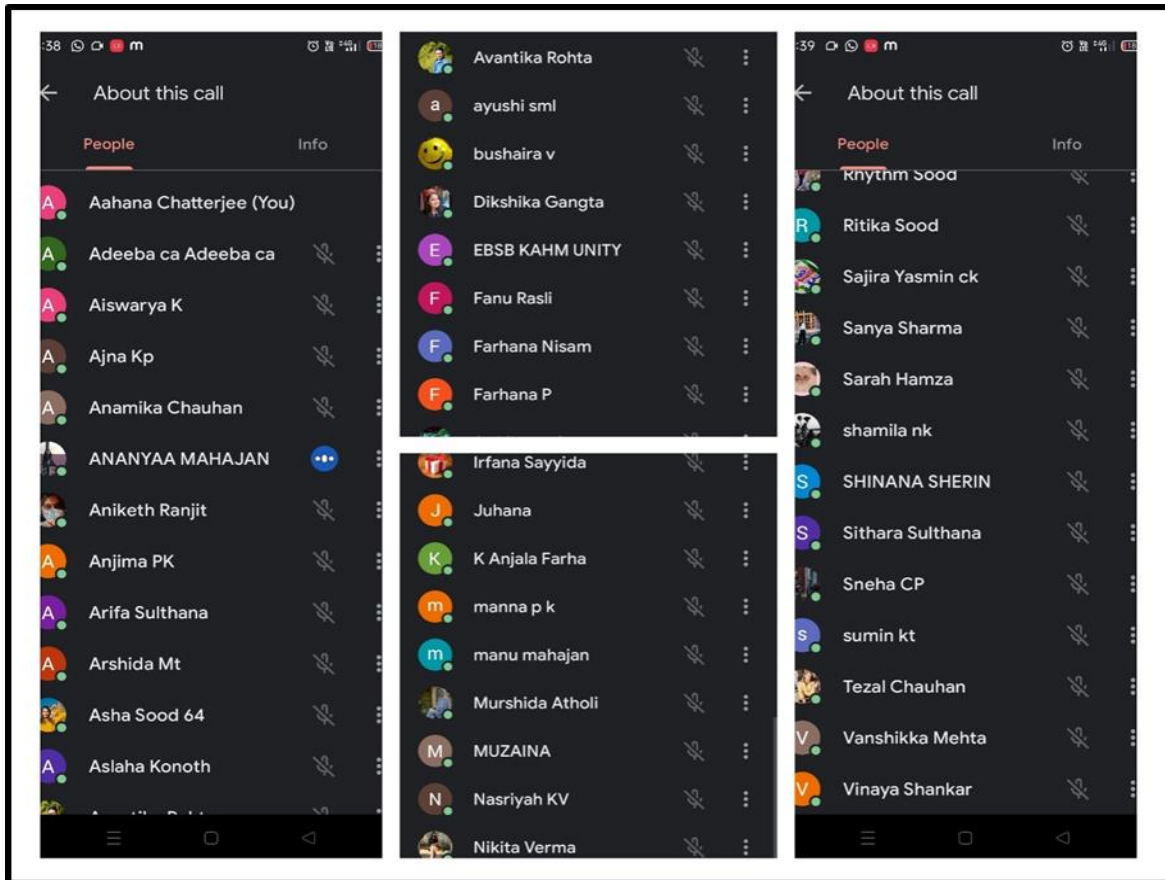 :38 m
About this call
People Info
A Aahana Chatterjee (You)
A Adeeba ca Adeeba ca
A Aiswarya K
A Ajna Kp
A Anamika Chauhan
ANANYAA MAHAJAN
Aniketh Ranjit
A Anjima PK
A Arifa Sulthana
A Arshida Mt
Asha Sood 64
A Aslaha Konoth
Avantika Rohta
a ayushi sml
bushaira v
Dikshika Gangta
E EBSB KAHM UNITY
F Fanu Rasli
F Farhana Nisam
F Farhana P
Irfana Sayyida
J Juhana
K K Anjala Farha
m manna p k
m manu mahajan
Murshida Atholi
M MUZAINA
N Nasriyah KV
Nikita Verma
:39 m
About this call
People Info
Rhythm Sood
R Ritika Sood
Sajira Yasmin ck
Sanya Sharma
Sarah Hamza
shamila nk
S SHINANA SHERIN
S Sithara Sulthana
Sneha CP
s sumin kt
Tezal Chauhan
V Vanshikka Mehta
V Vinaya Shankar